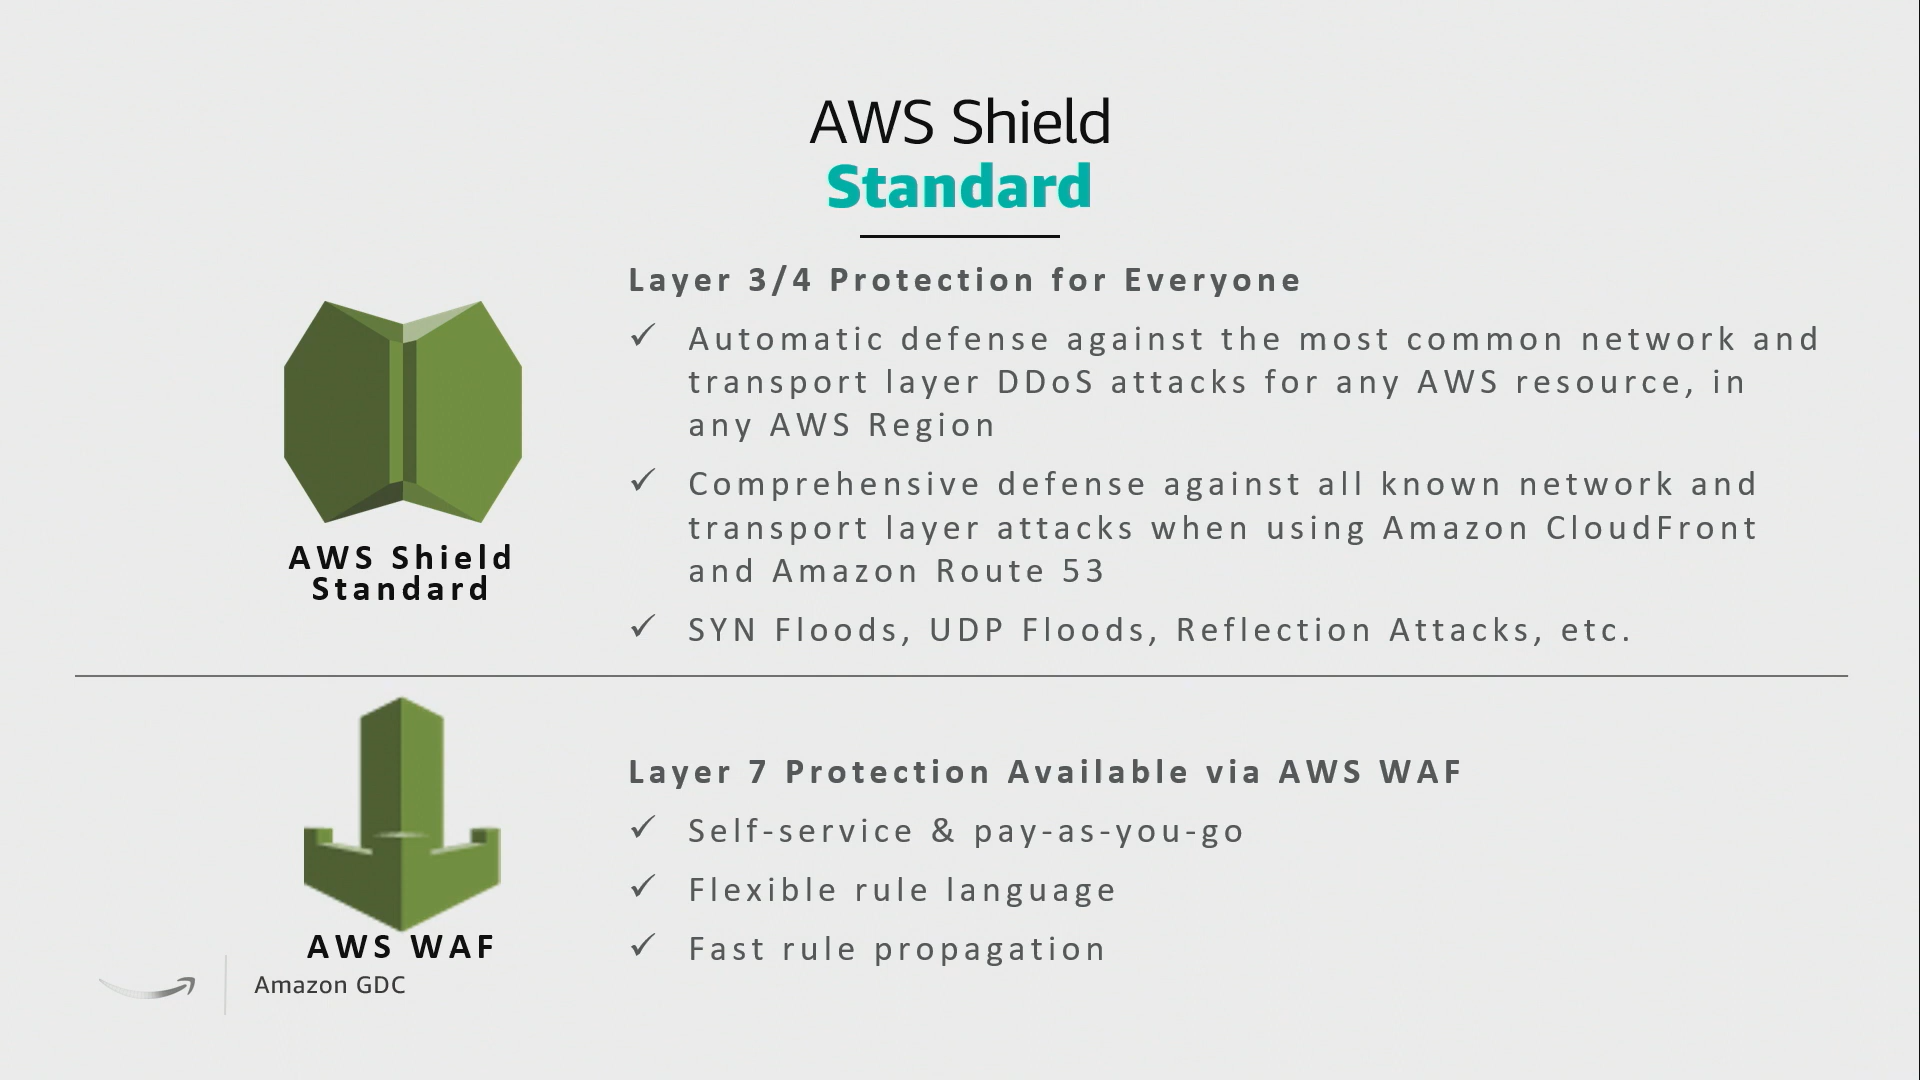 AWS Shield
Standard
Layer 3/4 Protection for Everyone
✓ Automatic defense against the most common network and
transport layer DDoS attacks for any AWS resource, in
any AWS Region
✓ Comprehensive defense against all known network and
transport layer attacks when using Amazon CloudFront
and Amazon Route 53
✓ SYN Floods, UDP Floods, Reflection Attacks, etc.
AWS Shield
Standard
Layer 7 Protection Available via AWS WAF
✓ Self-service & pay-as-you-go
✓ Flexible rule language
✓ Fast rule propagation
AWS WAF
Amazon GDC